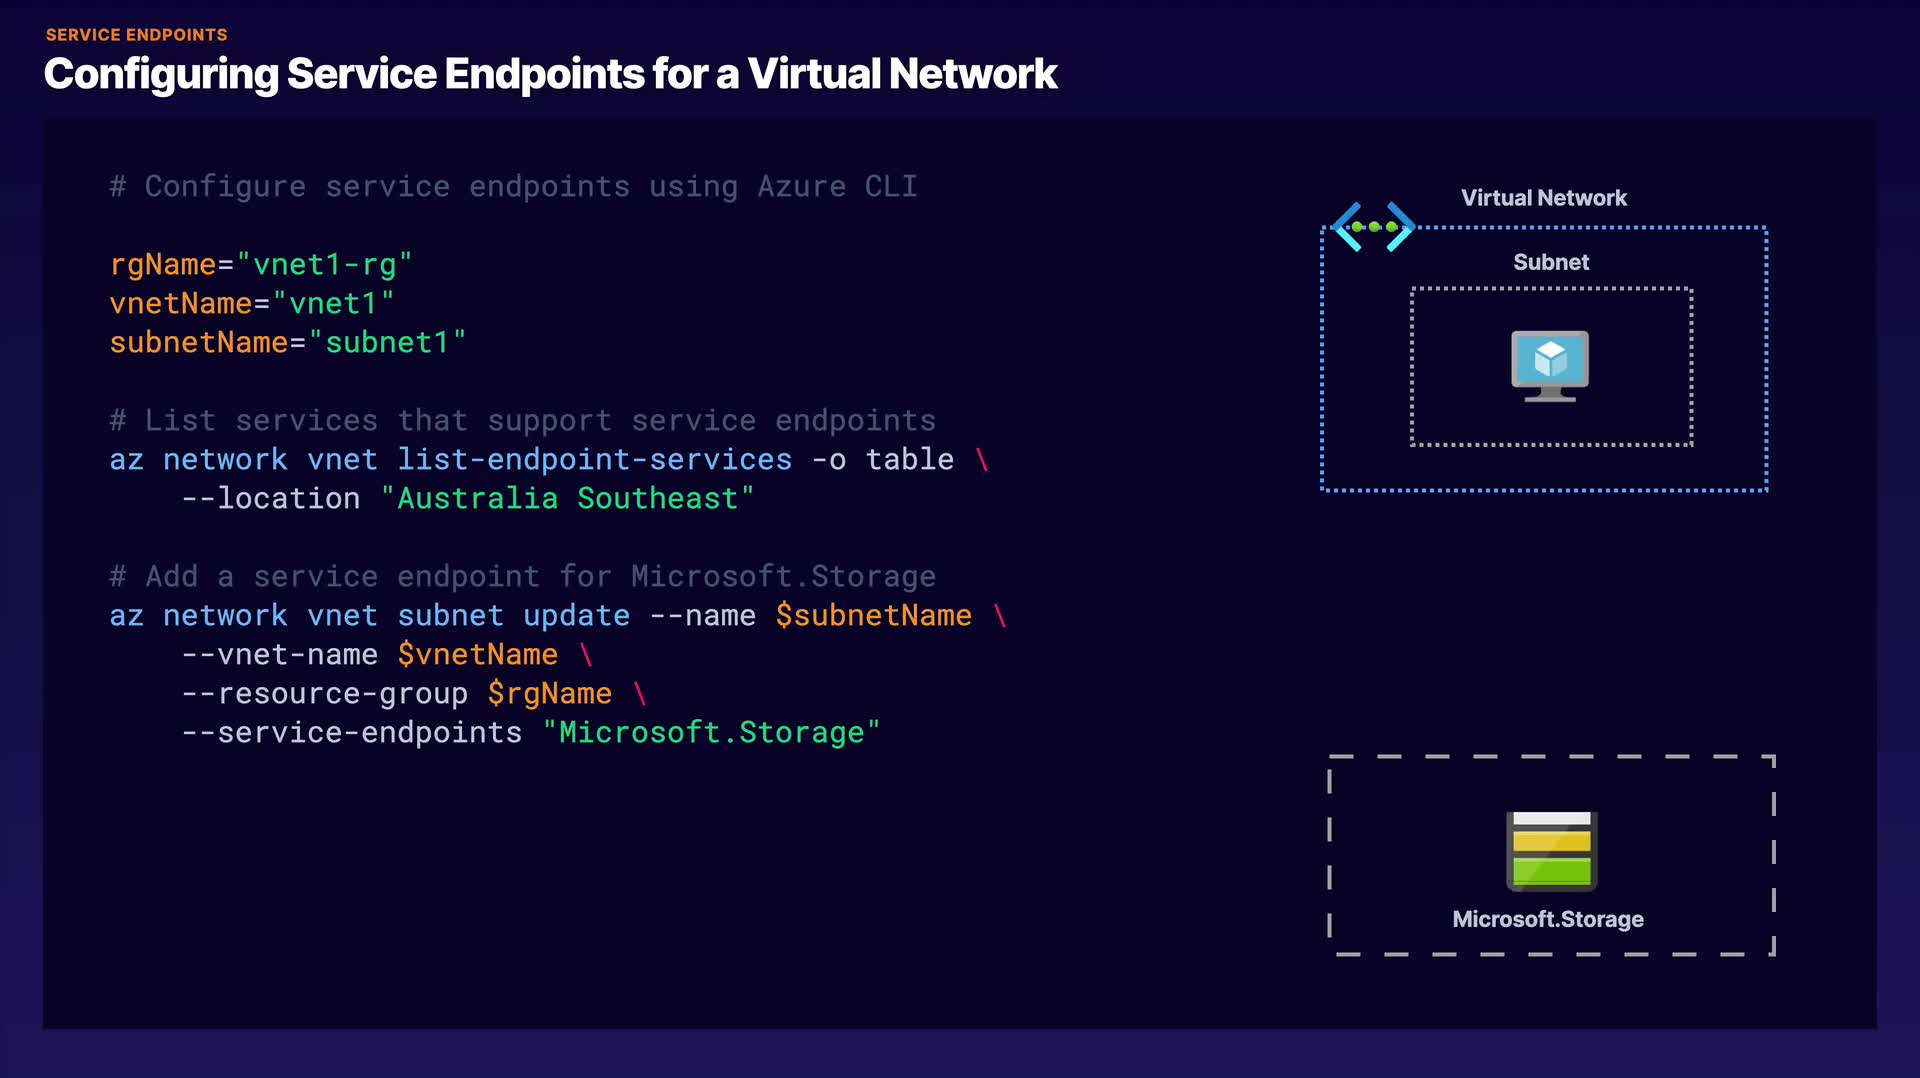 SERVICE ENDPOINTS
Configuring Service Endpoints for a Virtual Network
# Configure service endpoints using Azure CLI
rgName="vnet1-rg"
vnetName="vnet1"
subnetName="subnet1"
# List services that support service endpoints
az network vnet list-endpoint-services -o table \
    --location "Australia Southeast"
# Add a service endpoint for Microsoft.Storage
az network vnet subnet update --name $subnetName \
    --vnet-name $vnetName \
    --resource-group $rgName \
    --service-endpoints "Microsoft.Storage"
Virtual Network
Subnet
Microsoft.Storage